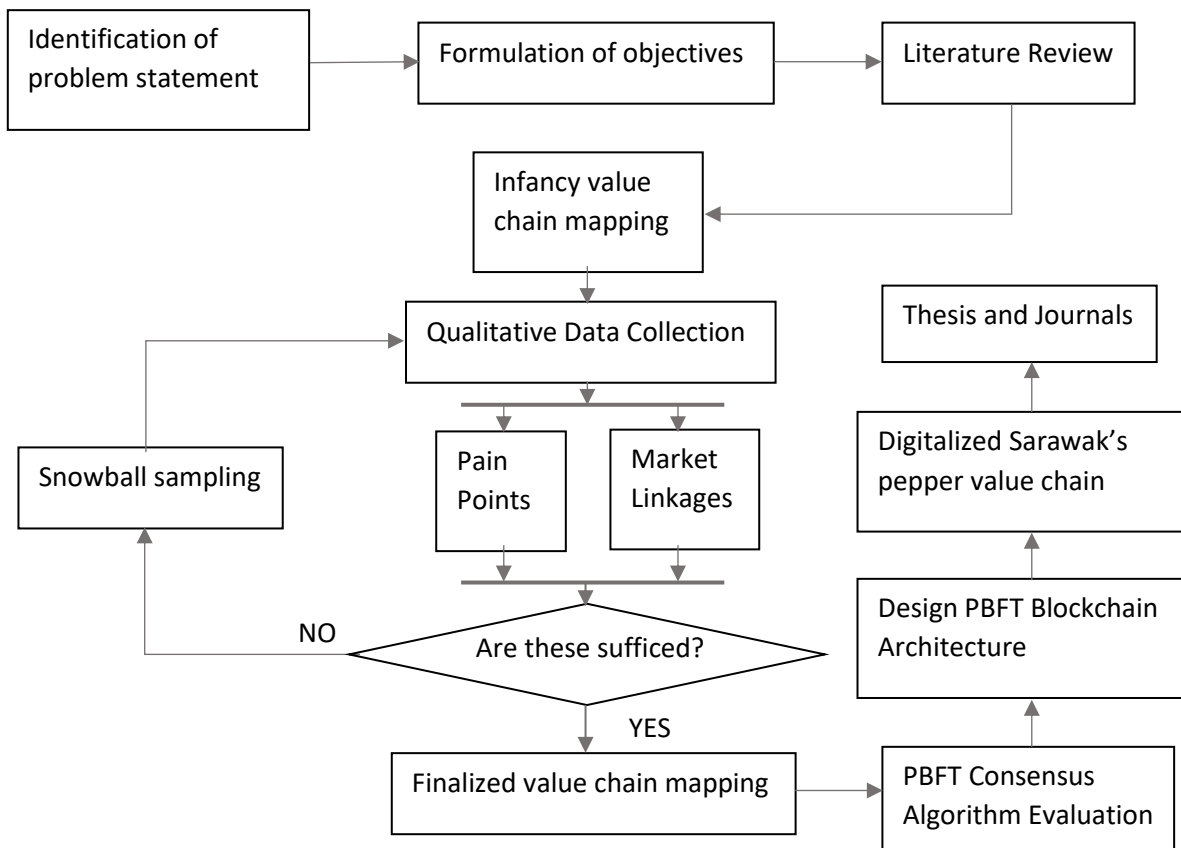 Identification of
problem statement
Formulation of objectives
Literature Review
Infancy value
chain mapping
Qualitative Data Collection
Pain
Points
Market
Linkages
Snowball sampling
Are these sufficed?
NO
YES
Finalized value chain mapping
PBFT Consensus
Algorithm Evaluation
Design PBFT Blockchain
Architecture
Digitalized Sarawak’s
pepper value chain
Thesis and Journals